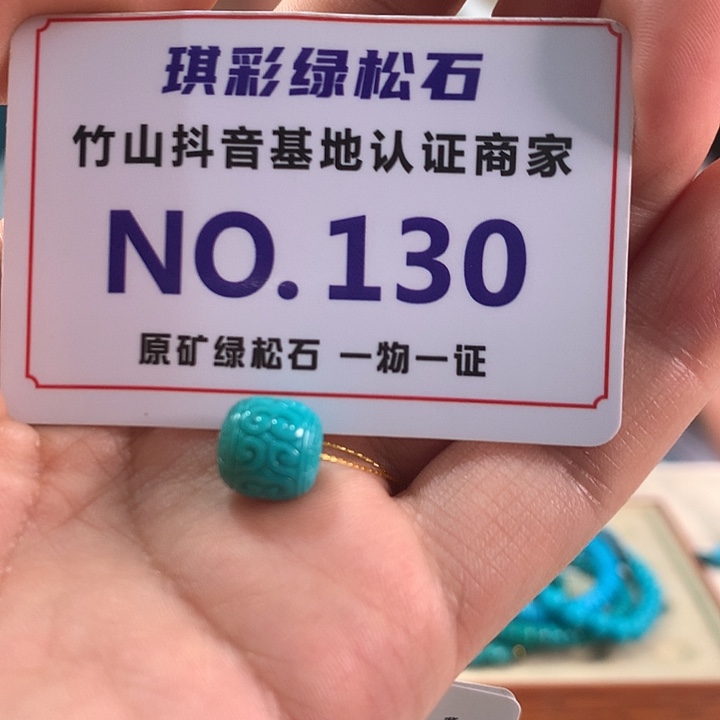 琪彩绿松石
竹山抖音基地认证商家
NO.130
原矿绿松石 一物一证